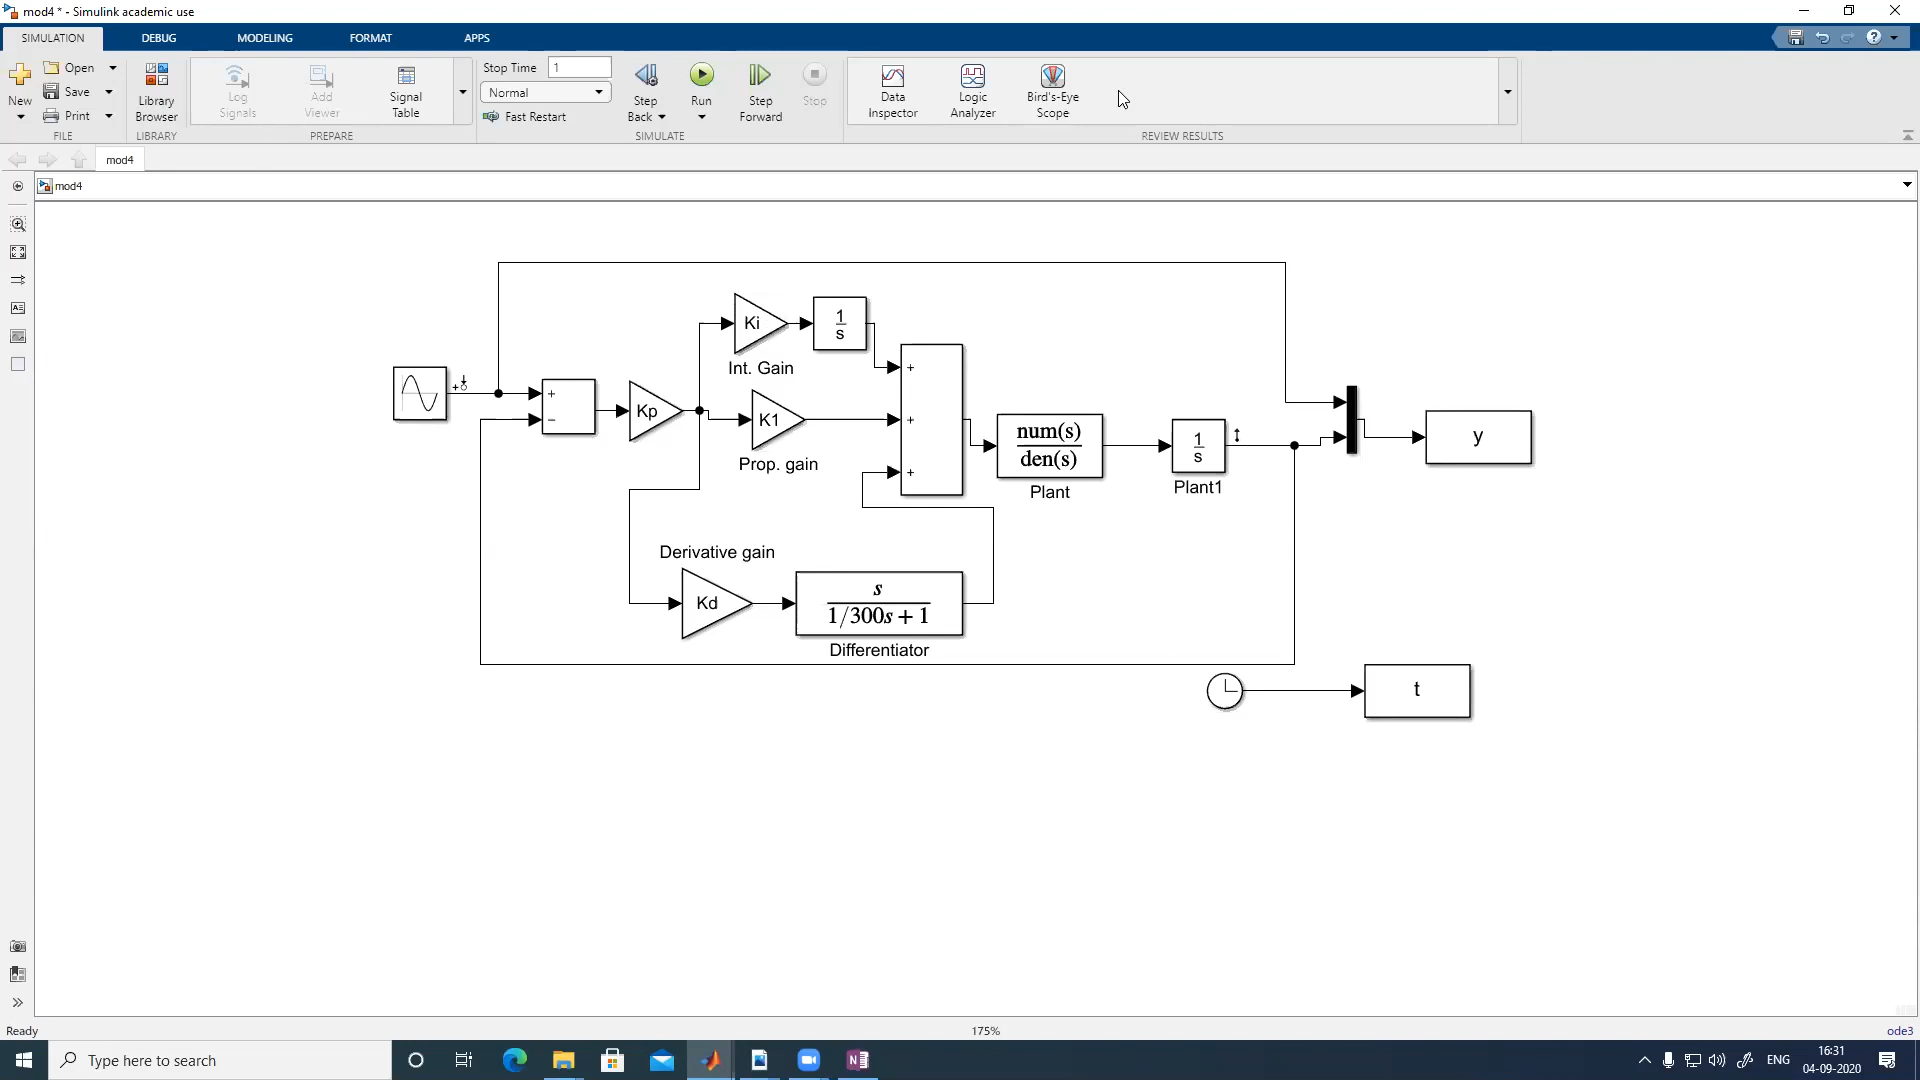 mod4 * - Simulink academic use
SIMULATION DEBUG MODELING FORMAT APPS
New
Open
Save
Print
FILE
Library Browser
LIBRARY
Log Signals
Add Viewer
Signal Table
PREPARE
Stop Time 1
Normal
Fast Restart
Step Back
Run
Step Forward
Stop
SIMULATE
Data Inspector
Logic Analyzer
Bird's-Eye Scope
REVIEW RESULTS
mod4
mod4
Ki
1
s
Int. Gain
+
−
Kp
K1
Prop. gain
+
+
+
num(s)
den(s)
Plant
1
s
Plant1
y
Derivative gain
Kd
s
1/300s + 1
Differentiator
t
Ready 175% ode3
Type here to search
ENG
16:31
04-09-2020